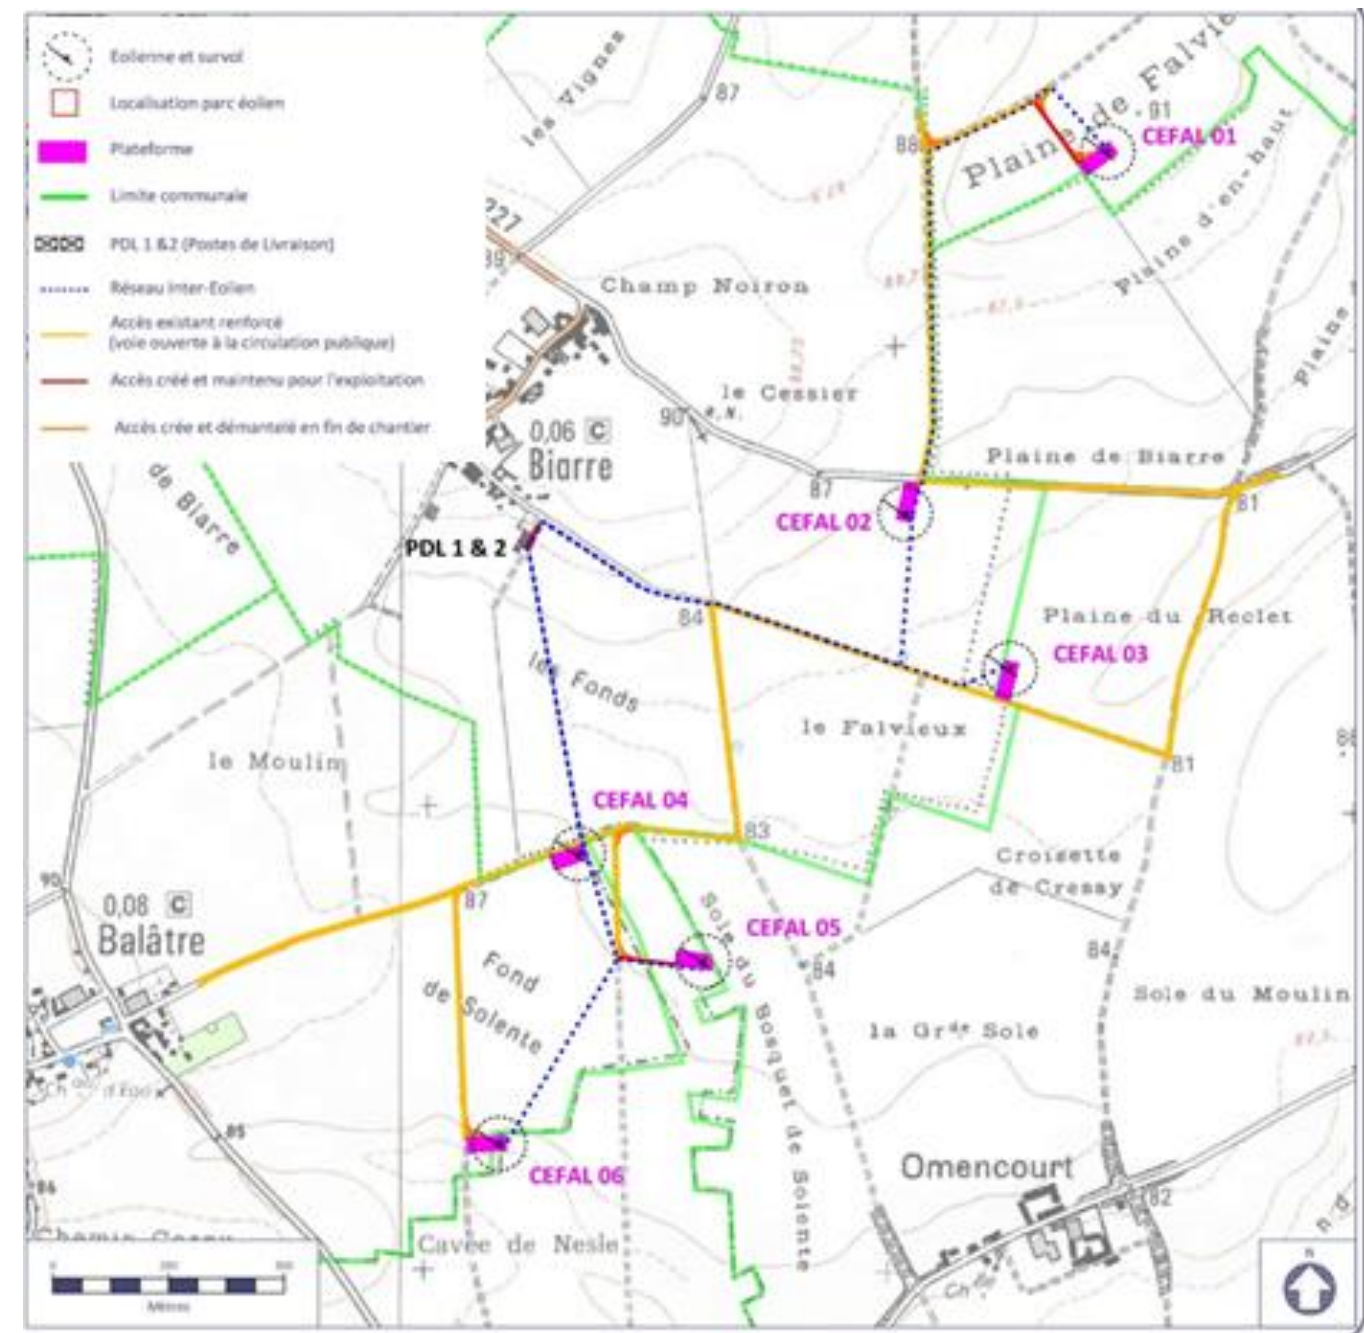 Eolienne et survol
Localisation parc éolien
Plateforme
Limite communale
PDL 1 &2 (Postes de Livraison)
Réseau Inter-Eolien
Accès existant renforcé
(voie ouverte à la circulation publique)
Accès créé et maintenu pour l'exploitation
Accès crée et démantelé en fin de chantier
les Vignes
87
88
Plaine de Falvie
91
CEFAL 01
Plaine d'en-haut
Plaine
227
89
Champ Noiron
le Cessier
90
0,06 C
Biarre
de Biarre
87
Plaine de Biarre
81
CEFAL 02
PDL 1 & 2
84
Plaine du Reclet
CEFAL 03
les Fonds
le Falvieux
81
le Moulin
CEFAL 04
83
Croisette
de Cressy
90
0,08 C
Balâtre
87
Sole du Bosquet de Solente
CEFAL 05
84
84
Fond
de Solente
Sole du Moulin
la Grde Sole
85
86
CEFAL 06
Omencourt
82
Cavée de Nesle
Mètres
N